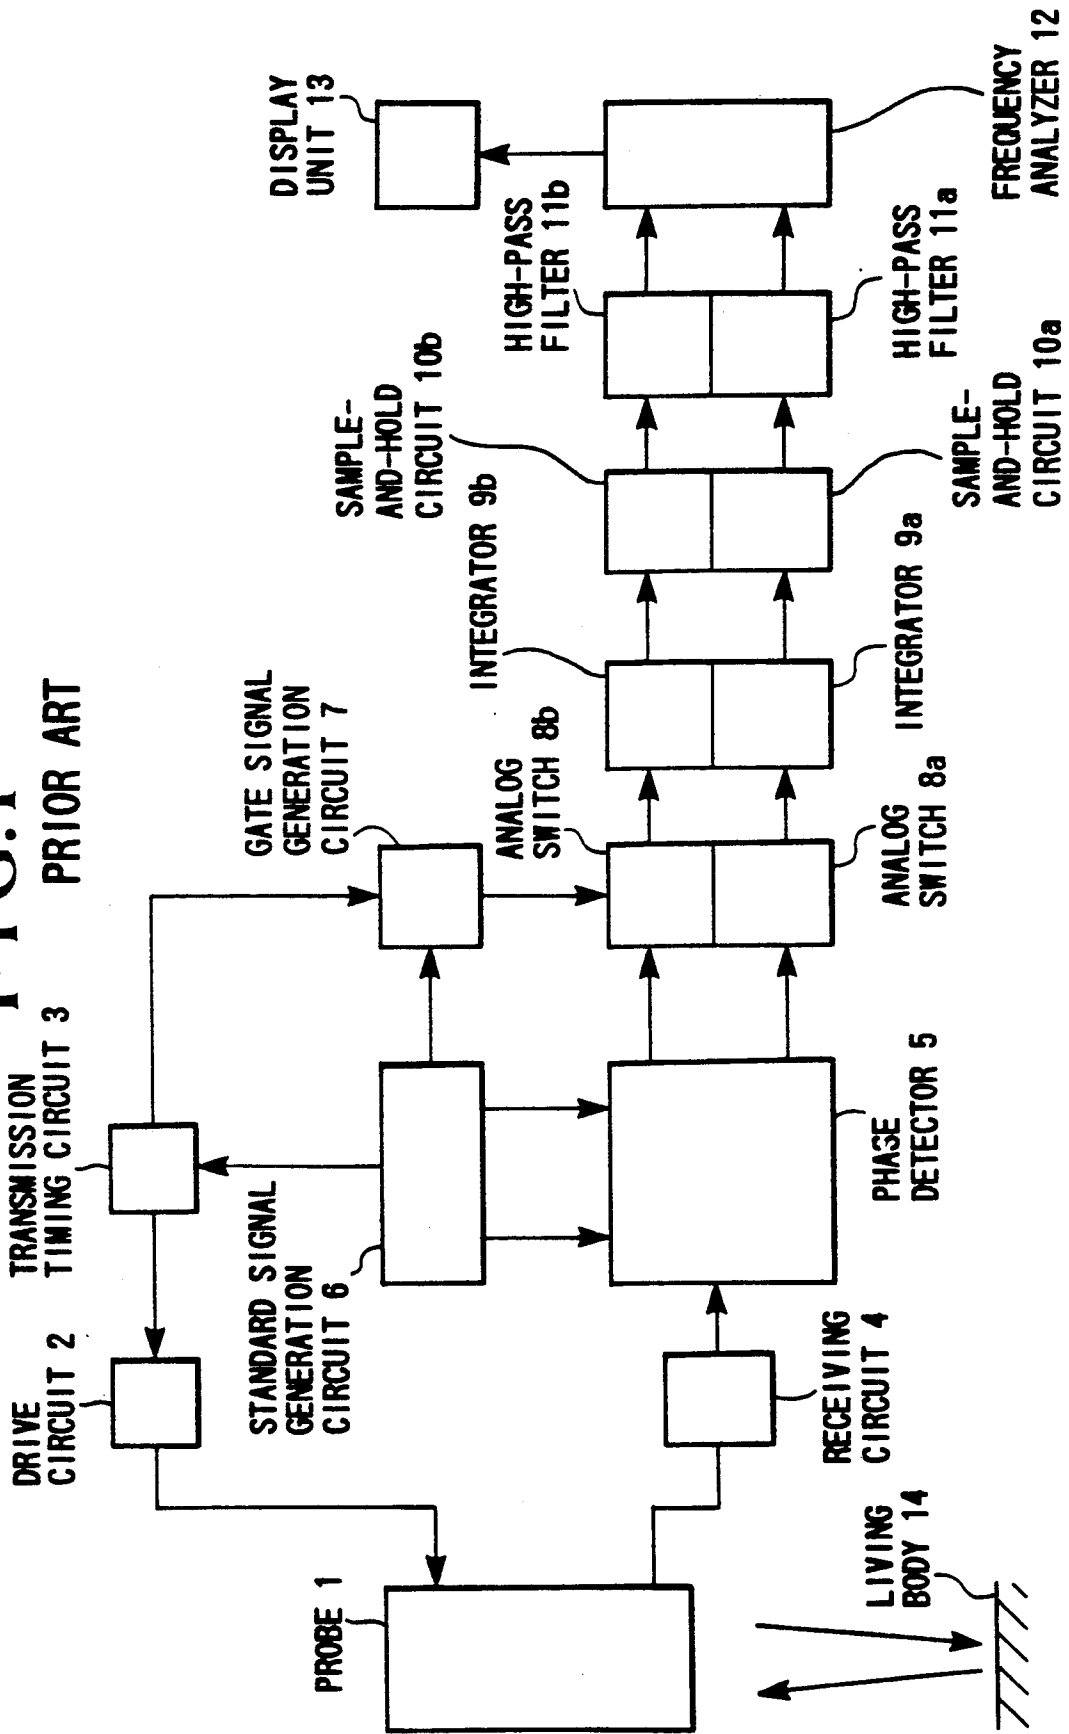 FIG.1
PRIOR ART
DRIVE
CIRCUIT 2
TRANSMISSION
TIMING CIRCUIT 3
GATE SIGNAL
GENERATION
CIRCUIT 7
STANDARD SIGNAL
GENERATION
CIRCUIT 6
DISPLAY
UNIT 13
PROBE 1
ANALOG
SWITCH 8b
INTEGRATOR 9b
SAMPLE-
AND-HOLD
CIRCUIT 10b
HIGH-PASS
FILTER 11b
LIVING
BODY 14
RECEIVING
CIRCUIT 4
PHASE
DETECTOR 5
ANALOG
SWITCH 8a
INTEGRATOR 9a
SAMPLE-
AND-HOLD
CIRCUIT 10a
HIGH-PASS
FILTER 11a
FREQUENCY
ANALYZER 12